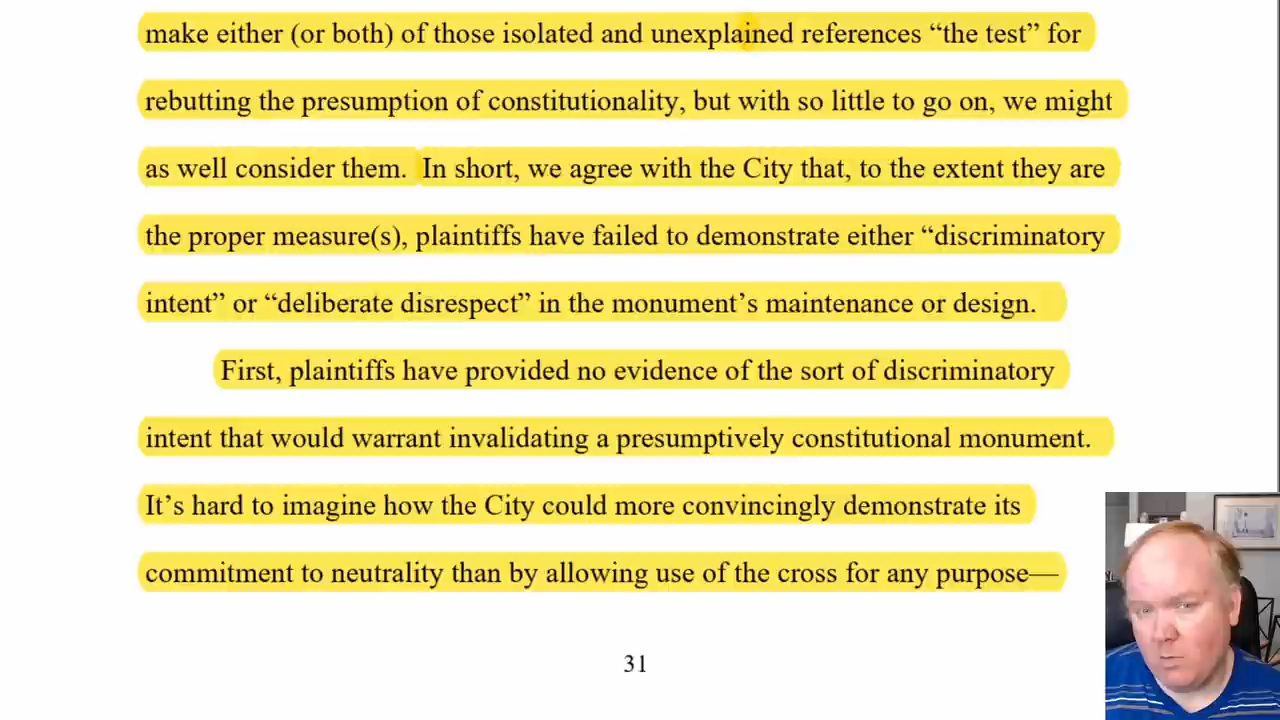 make either (or both) of those isolated and unexplained references “the test” for
rebutting the presumption of constitutionality, but with so little to go on, we might
as well consider them. In short, we agree with the City that, to the extent they are
the proper measure(s), plaintiffs have failed to demonstrate either “discriminatory
intent” or “deliberate disrespect” in the monument’s maintenance or design.
First, plaintiffs have provided no evidence of the sort of discriminatory
intent that would warrant invalidating a presumptively constitutional monument.
It’s hard to imagine how the City could more convincingly demonstrate its
commitment to neutrality than by allowing use of the cross for any purpose—
31